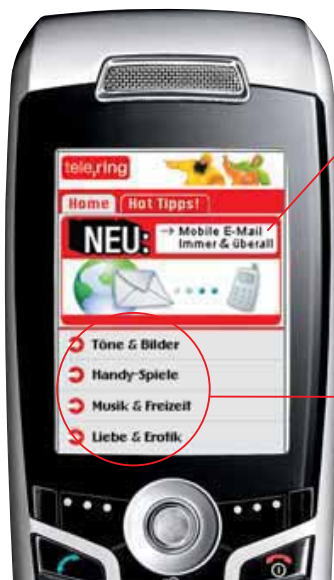 tele.ring
Home Hot Tipps!
NEU: → Mobile E-Mail
Immer & überall
Töne & Bilder
Handy-Spiele
Musik & Freizeit
Liebe & Erotik